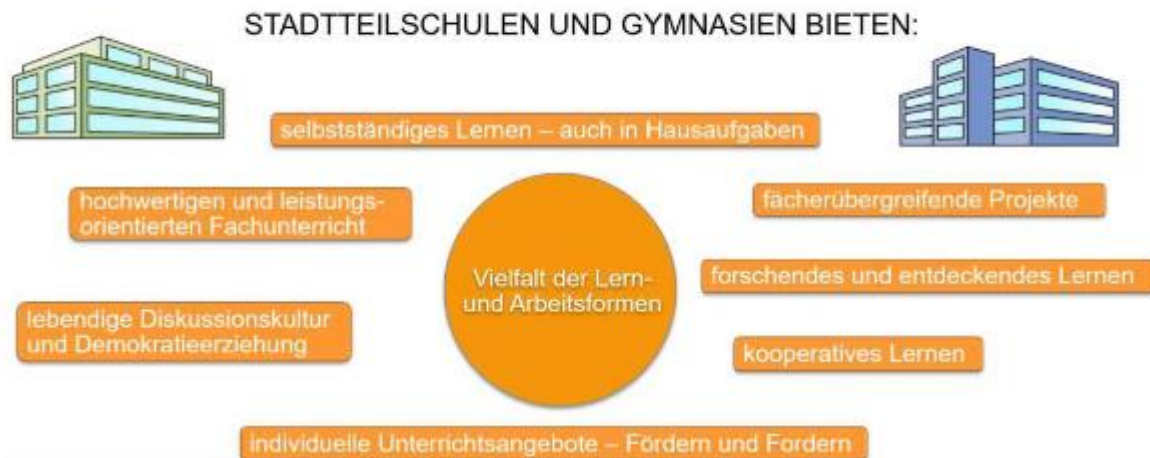 STADTTEILSCHULEN UND GYMNASIEN BIETEN:
selbstständiges Lernen – auch in Hausaufgaben
hochwertigen und leistungs-
orientierten Fachunterricht
fächerübergreifende Projekte
Vielfalt der Lern-
und Arbeitsformen
forschendes und entdeckendes Lernen
lebendige Diskussionskultur
und Demokratieerziehung
kooperatives Lernen
individuelle Unterrichtsangebote – Fördern und Fordern